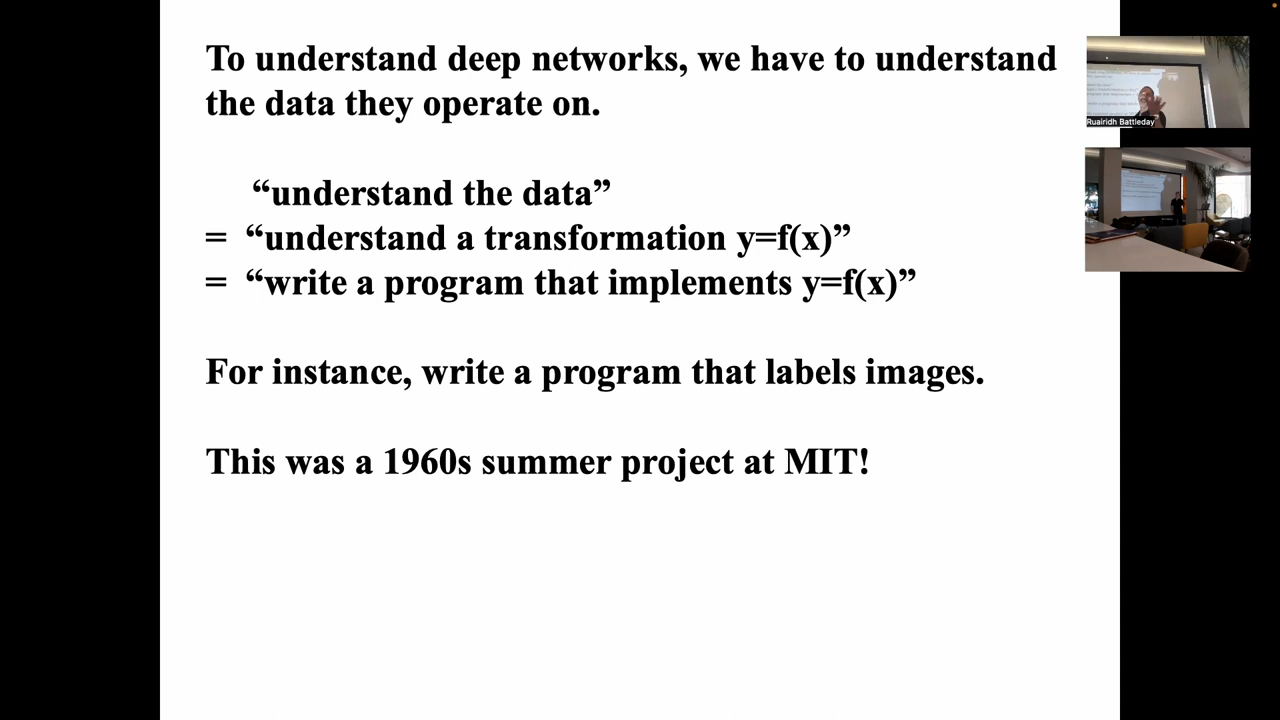 To understand deep networks, we have to understand
the data they operate on.
“understand the data”
= “understand a transformation y=f(x)”
= “write a program that implements y=f(x)”
For instance, write a program that labels images.
This was a 1960s summer project at MIT!
Ruairidh Battleday